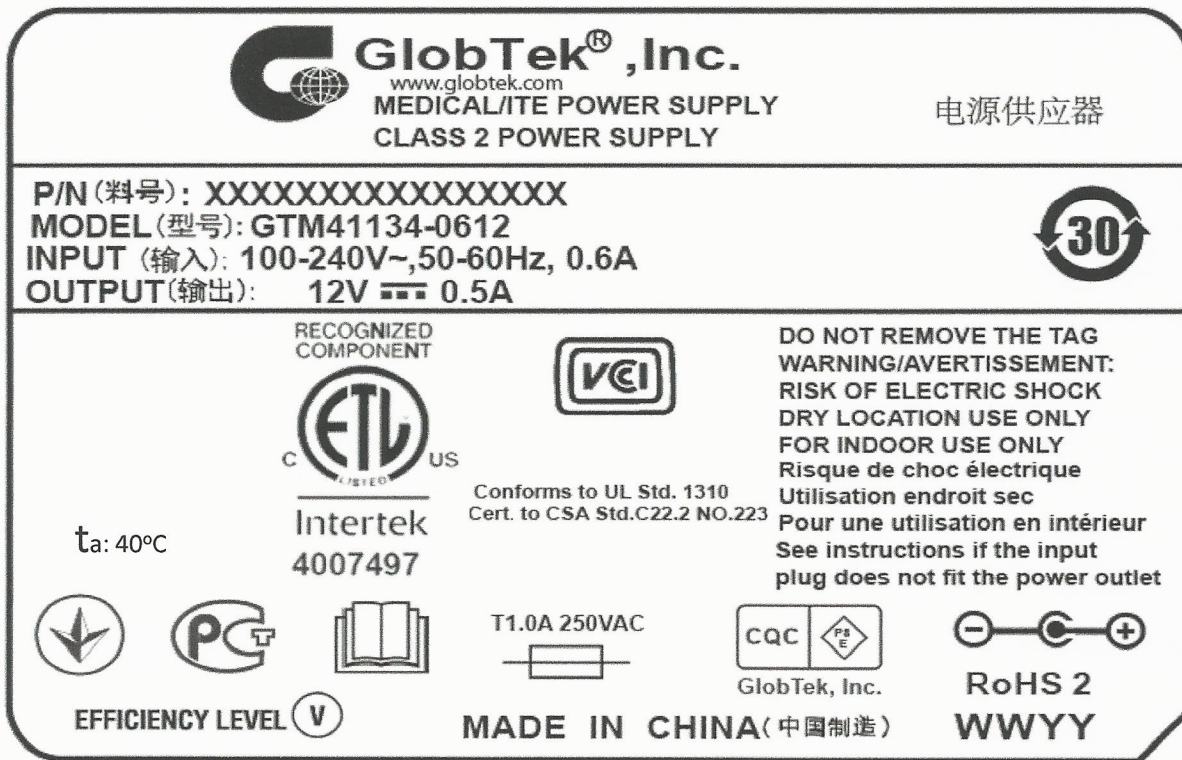 GlobTek® ,Inc.
www.globtek.com
MEDICAL/ITE POWER SUPPLY
CLASS 2 POWER SUPPLY
电源供应器
P/N(料号): XXXXXXXXXXXXXXXX
MODEL(型号): GTM41134-0612
INPUT (输入): 100-240V~,50-60Hz, 0.6A
OUTPUT(输出): 12V 0.5A
30
RECOGNIZED
COMPONENT
ETL
C US
LISTED
Intertek
4007497
VCCI
Conforms to UL Std. 1310
Cert. to CSA Std.C22.2 NO.223
DO NOT REMOVE THE TAG
WARNING/AVERTISSEMENT:
RISK OF ELECTRIC SHOCK
DRY LOCATION USE ONLY
FOR INDOOR USE ONLY
Risque de choc électrique
Utilisation endroit sec
Pour une utilisation en intérieur
See instructions if the input
plug does not fit the power outlet
ta: 40ºC
PCT
T1.0A 250VAC
CQC
PS
E
GlobTek, Inc.
RoHS 2
EFFICIENCY LEVEL V
MADE IN CHINA(中国制造)
WWYY